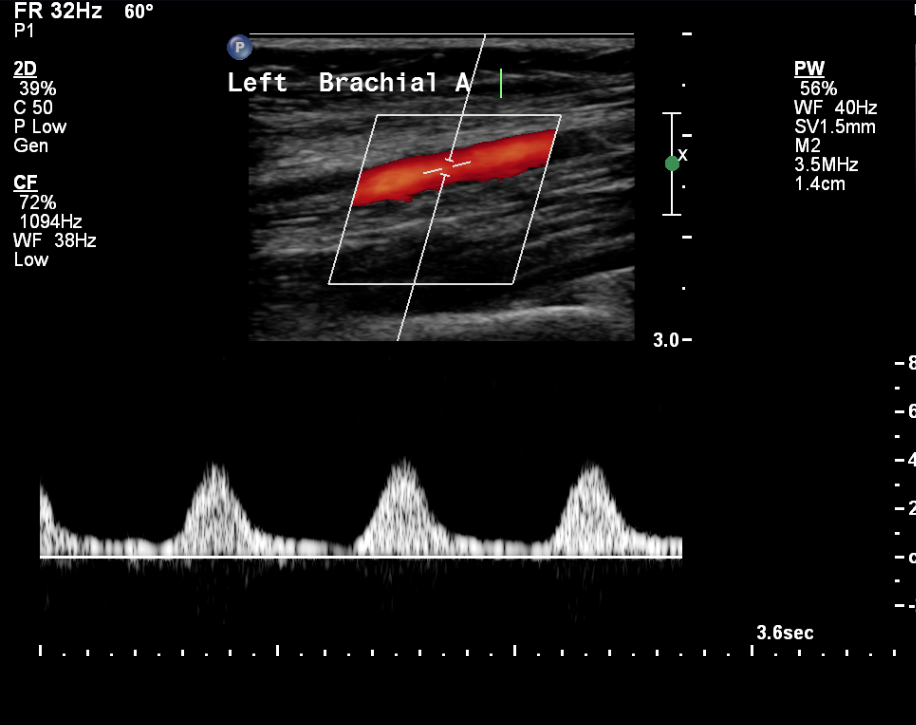 FR 32Hz 60°
P1
2D
39%
C 50
P Low
Gen
CF
72%
1094Hz
WF 38Hz
Low
P
Left Brachial A
X
3.0
PW
56%
WF 40Hz
SV1.5mm
M2
3.5MHz
1.4cm
3.6sec